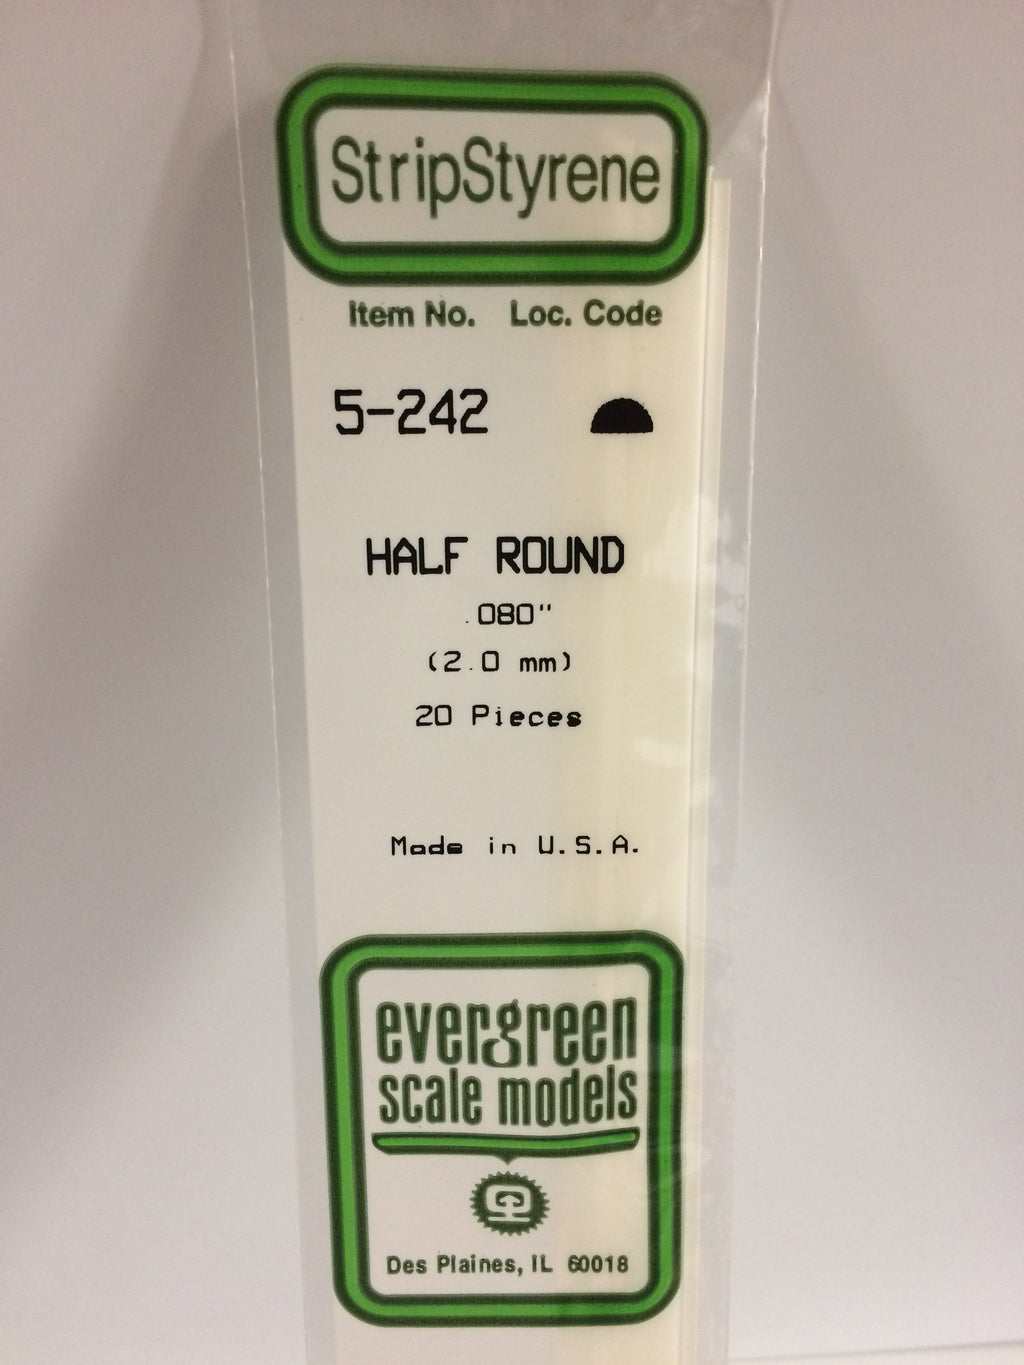 StripStyrene
Item No. Loc. Code
5-242
HALF ROUND
.080"
(2.0 mm)
20 Pieces
Made in U.S.A.
evergreen
scale models
Des Plaines, IL 60018